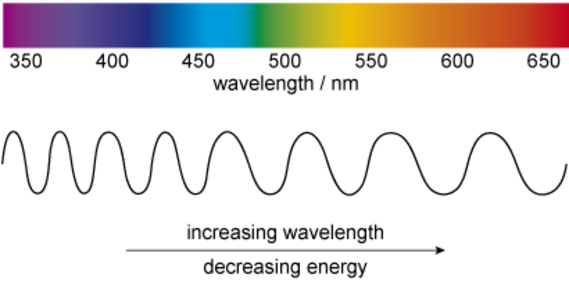 350 400 450 500 550 600 650
wavelength / nm
increasing wavelength
decreasing energy